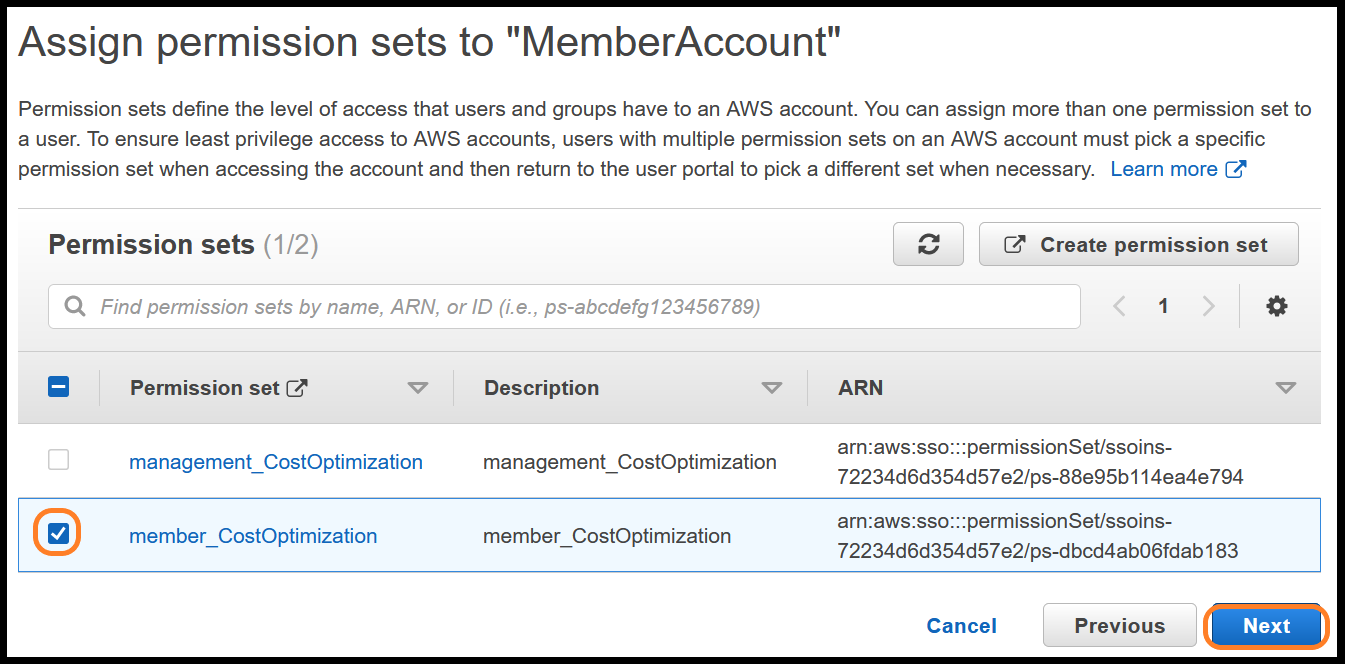 Assign permission sets to "MemberAccount"
Permission sets define the level of access that users and groups have to an AWS account. You can assign more than one permission set to
a user. To ensure least privilege access to AWS accounts, users with multiple permission sets on an AWS account must pick a specific
permission set when accessing the account and then return to the user portal to pick a different set when necessary. Learn more
Permission sets (1/2)
Create permission set
Find permission sets by name, ARN, or ID (i.e., ps-abcdefg123456789)
1
Permission set
Description
ARN
management_CostOptimization
management_CostOptimization
arn:aws:sso:::permissionSet/ssoins-
72234d6d354d57e2/ps-88e95b114ea4e794
member_CostOptimization
member_CostOptimization
arn:aws:sso:::permissionSet/ssoins-
72234d6d354d57e2/ps-dbcd4ab06fdab183
Cancel
Previous
Next